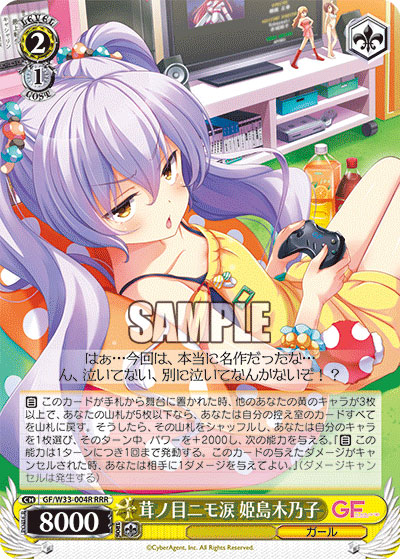 LEVEL
2
1
COST
SAMPLE
はぁ…今回は、本当に名作だったな…
ん、泣いてない、別に泣いてなんかないぞ！？
【自】 このカードが手札から舞台に置かれた時、他のあなたの黄のキャラが3枚
以上で、あなたの山札が5枚以下なら、あなたは自分の控え室のカードすべて
を山札に戻す。そうしたら、その山札をシャッフルし、あなたは自分のキャラ
を1枚選び、そのターン中、パワーを+2000し、次の能力を与える。『【自】 この
能力は1ターンにつき1回まで発動する。このカードの与えたダメージがキャ
ンセルされた時、あなたは相手に1ダメージを与えてよい。』（ダメージキャ
ンセルは発生する）
CH GF/W33-004R RRR
8000
茸ノ目ニモ涙 姫島木乃子
GF
ガール
©CyberAgent, Inc. All Rights Reserved.